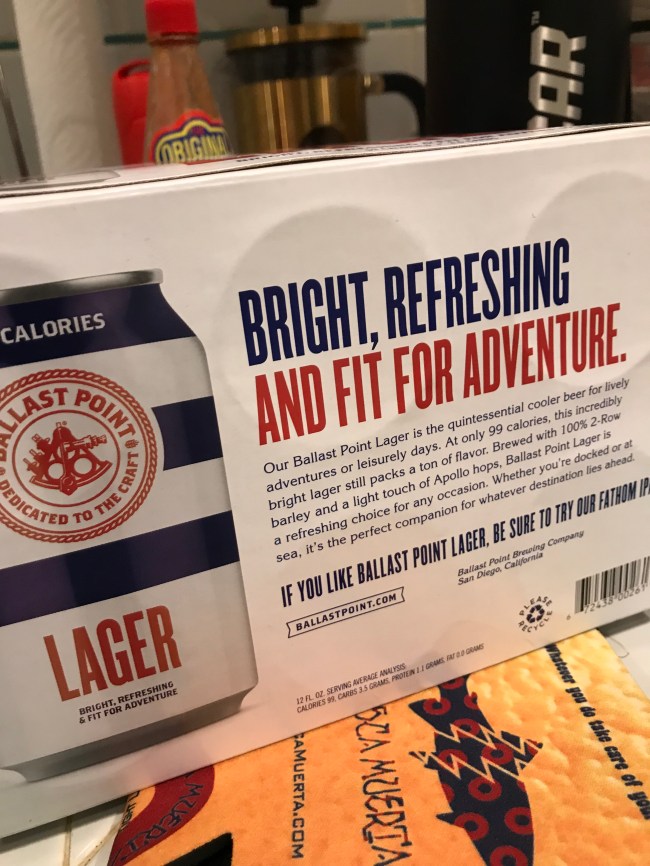 ORIGINAL
AR
TM
CALORIES
BALLAST POINT
DEDICATED TO THE CRAFT
LAGER
BRIGHT, REFRESHING
& FIT FOR ADVENTURE
BRIGHT, REFRESHING
AND FIT FOR ADVENTURE.
Our Ballast Point Lager is the quintessential cooler beer for lively
adventures or leisurely days. At only 99 calories, this incredibly
bright lager still packs a ton of flavor. Brewed with 100% 2-Row
barley and a light touch of Apollo hops, Ballast Point Lager is
a refreshing choice for any occasion. Whether you're docked or at
sea, it's the perfect companion for whatever destination lies ahead.
IF YOU LIKE BALLAST POINT LAGER, BE SURE TO TRY OUR FATHOM IPA
BALLASTPOINT.COM
Ballast Point Brewing Company
San Diego, California
PLEASE
RECYCLE
12 FL. OZ. SERVING AVERAGE ANALYSIS:
CALORIES 99, CARBS 3.5 GRAMS, PROTEIN 1.1 GRAMS, FAT 0.0 GRAMS
Whatever you do take care of you
MUERTA
AMUERTA.COM